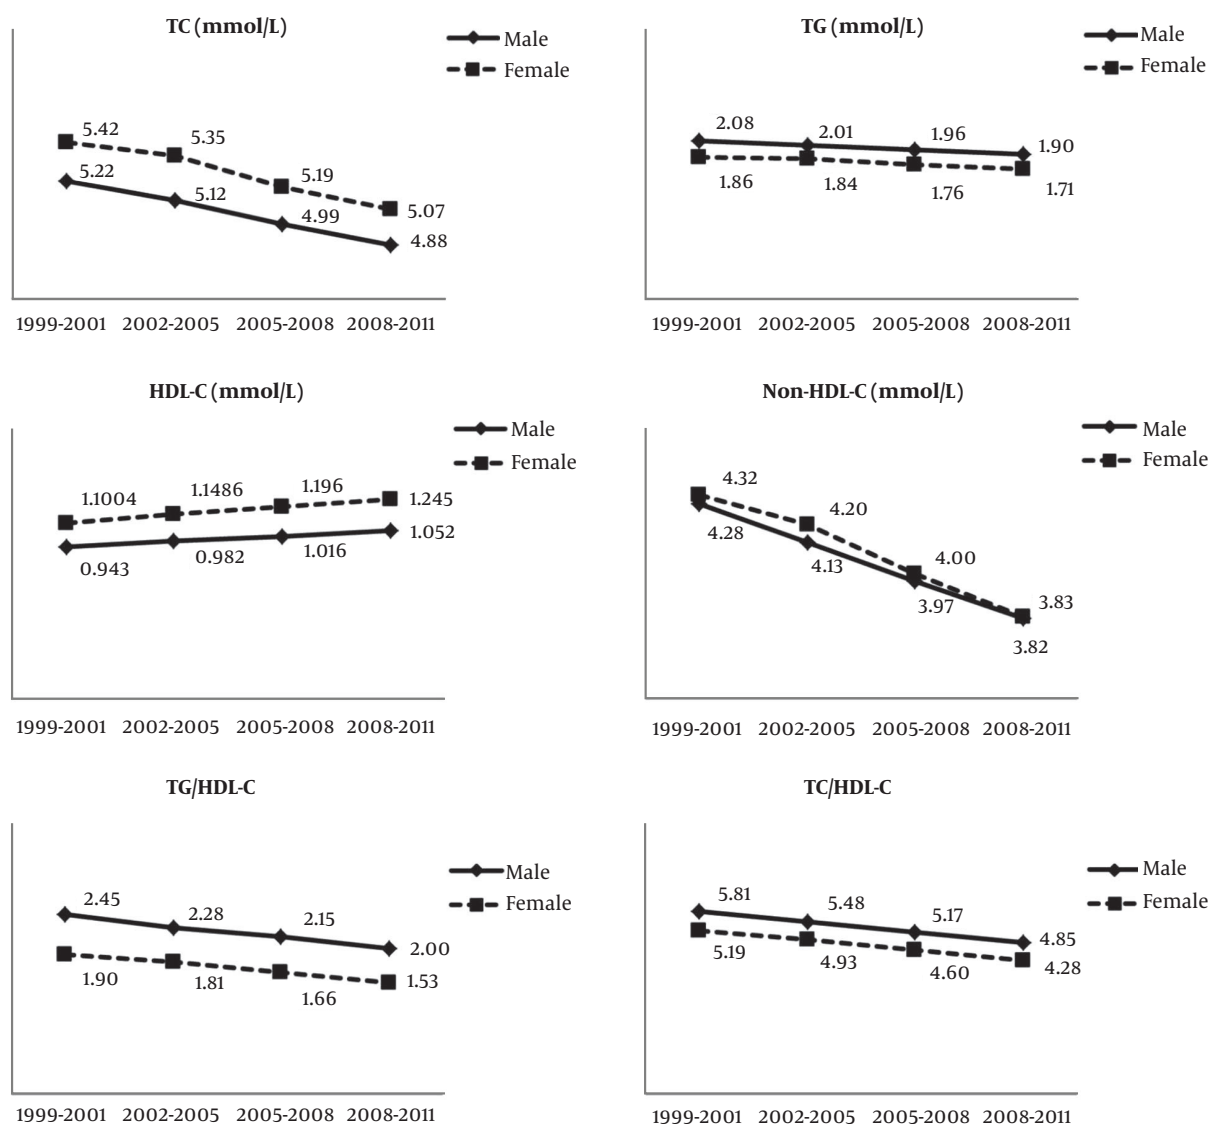 TC (mmol/L)
Male
Female
5.42
5.35
5.22
5.12
5.19
4.99
5.07
4.88
1999-2001 2002-2005 2005-2008 2008-2011
TG (mmol/L)
Male
Female
2.08
2.01
1.96
1.90
1.86
1.84
1.76
1.71
1999-2001 2002-2005 2005-2008 2008-2011
HDL-C (mmol/L)
Male
Female
1.1004
1.1486
1.196
1.245
0.943
0.982
1.016
1.052
1999-2001 2002-2005 2005-2008 2008-2011
Non-HDL-C (mmol/L)
Male
Female
4.32
4.20
4.28
4.13
4.00
3.97
3.83
3.82
1999-2001 2002-2005 2005-2008 2008-2011
TG/HDL-C
Male
Female
2.45
2.28
2.15
2.00
1.90
1.81
1.66
1.53
1999-2001 2002-2005 2005-2008 2008-2011
TC/HDL-C
Male
Female
5.81
5.48
5.17
4.85
5.19
4.93
4.60
4.28
1999-2001 2002-2005 2005-2008 2008-2011